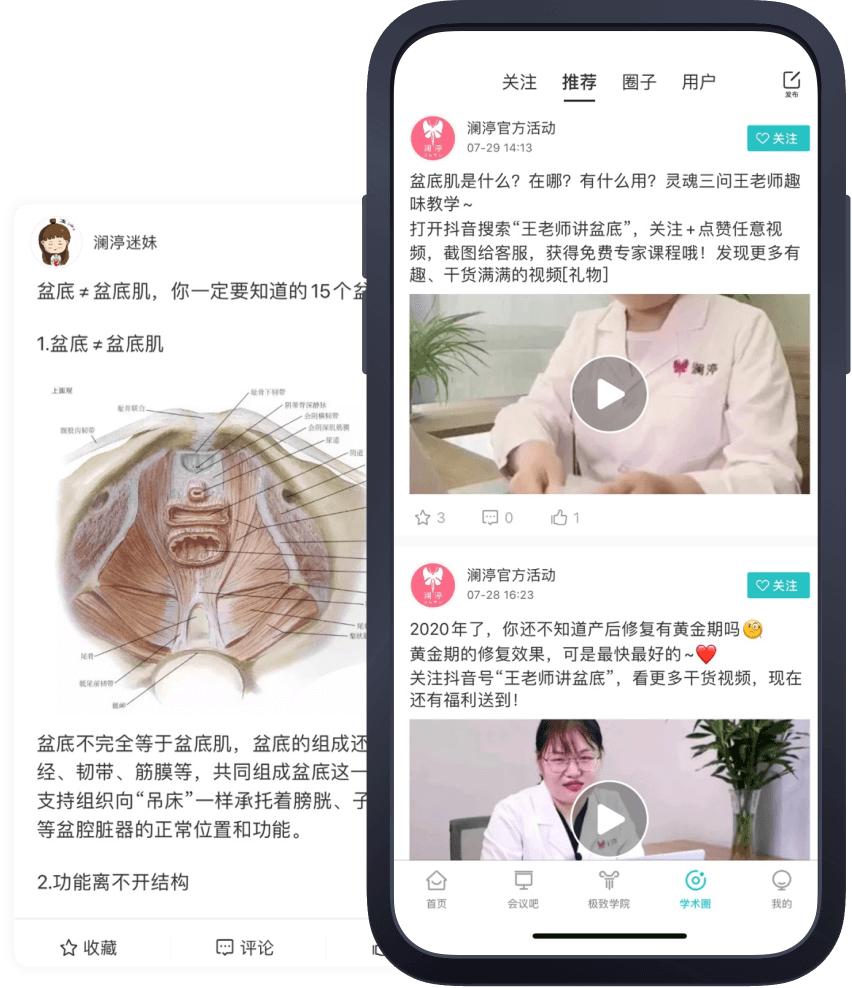 澜渟迷妹
盆底≠盆底肌，你一定要知道的15个盆
1.盆底≠盆底肌
上面观
耻骨下韧带
耻骨联合
阴蒂背深静脉
会阴横韧带
会阴深肌筋膜
尿道
阴道
尾骨
骶岬
盆底不完全等于盆底肌，盆底的组成还
经、韧带、筋膜等，共同组成盆底这一
支持组织向“吊床”一样承托着膀胱、子
等盆腔脏器的正常位置和功能。
2.功能离不开结构
收藏
评论
关注
推荐
圈子
用户
发布
澜渟官方活动
07-29 14:13
关注
盆底肌是什么？在哪？有什么用？灵魂三问王老师趣
味教学~
打开抖音搜索“王老师讲盆底”，关注+点赞任意视
频，截图给客服，获得免费专家课程哦！发现更多有
趣、干货满满的视频[礼物]
澜渟
3
0
1
澜渟官方活动
07-28 16:23
关注
2020年了，你还不知道产后修复有黄金期吗🧐
黄金期的修复效果，可是最快最好的~❤️
关注抖音号“王老师讲盆底”，看更多干货视频，现在
还有福利送到！
首页
会议吧
极致学院
学术圈
我的